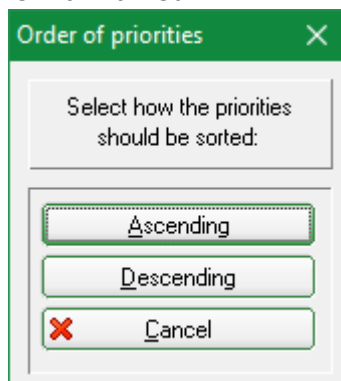 Order of priorities
Select how the priorities
should be sorted:
Ascending
Descending
Cancel